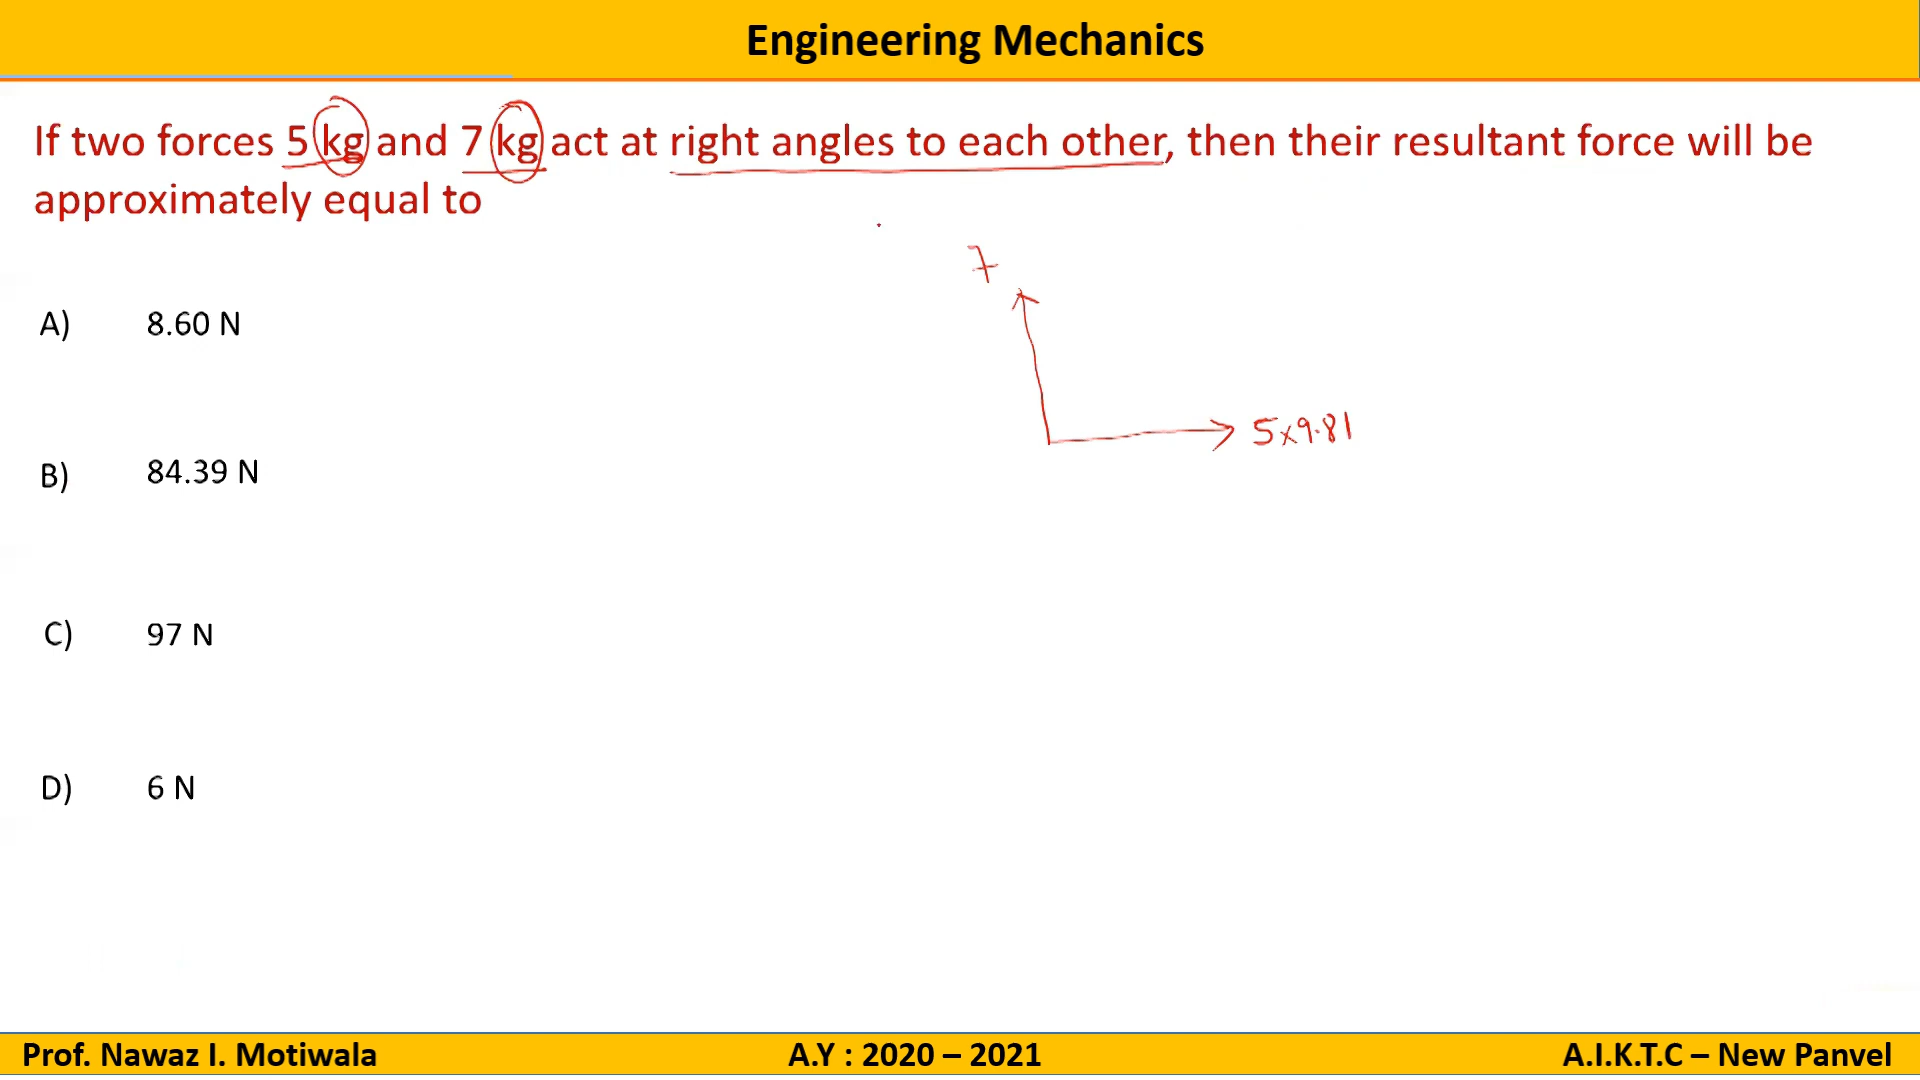 Engineering Mechanics
If two forces 5 kg and 7 kg act at right angles to each other, then their resultant force will be
approximately equal to
7
A) 8.60 N
5×9.81
B) 84.39 N
C) 97 N
D) 6 N
Prof. Nawaz I. Motiwala A.Y : 2020 – 2021 A.I.K.T.C – New Panvel